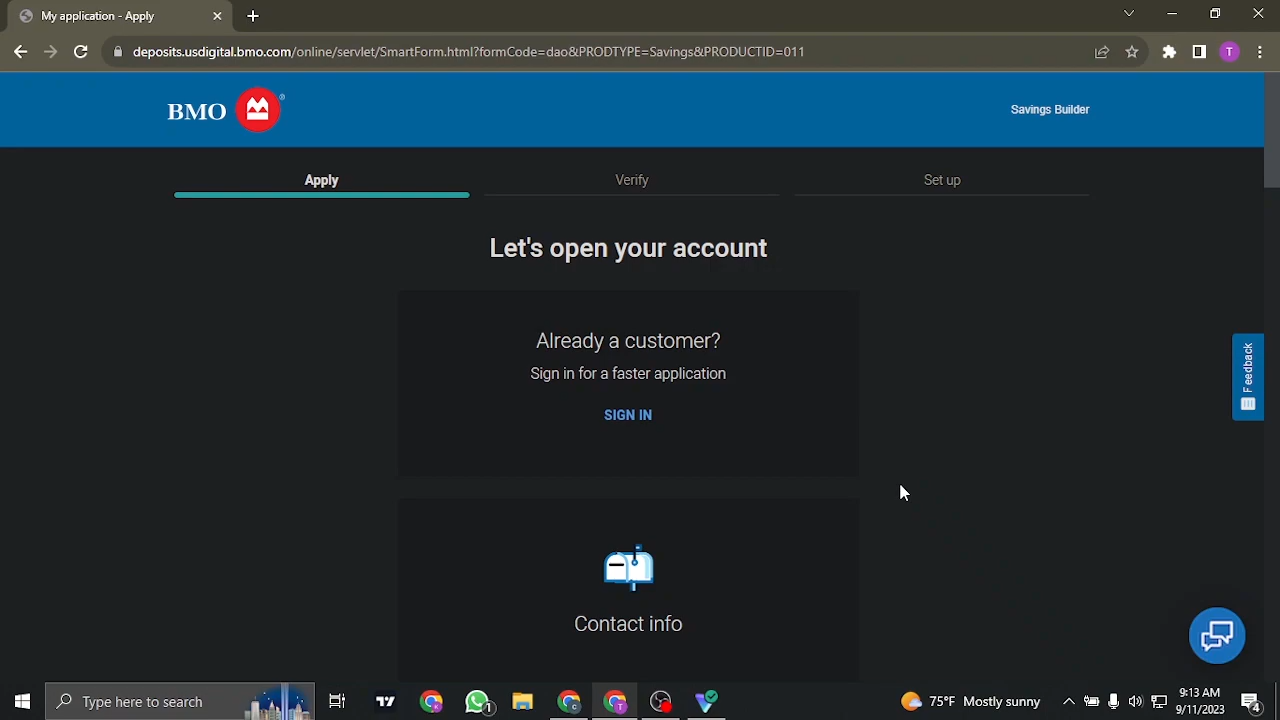 My application - Apply
deposits.usdigital.bmo.com/online/servlet/SmartForm.html?formCode=dao&PRODTYPE=Savings&PRODUCTID=011
T
BMO ®
Savings Builder
Apply
Verify
Set up
Let's open your account
Already a customer?
Sign in for a faster application
SIGN IN
Feedback
Contact info
Type here to search
75°F Mostly sunny
9:13 AM
9/11/2023
1
4